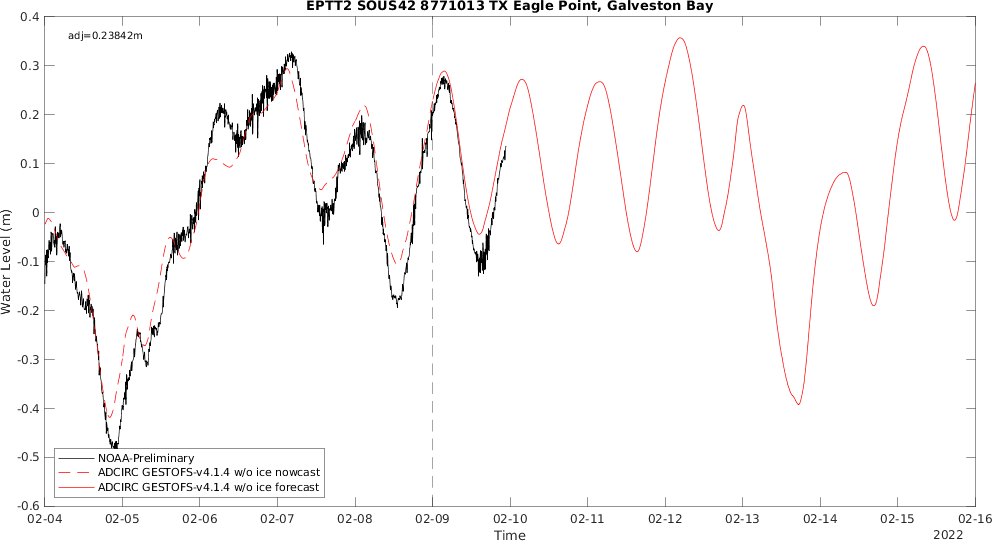 EPTT2 SOUS42 8771013 TX Eagle Point, Galveston Bay
adj=0.23842m
0.4
0.3
0.2
0.1
0
-0.1
-0.2
-0.3
-0.4
-0.5
-0.6
Water Level (m)
NOAA-Preliminary
ADCIRC GESTOFS-v4.1.4 w/o ice nowcast
ADCIRC GESTOFS-v4.1.4 w/o ice forecast
02-04 02-05 02-06 02-07 02-08 02-09 02-10 02-11 02-12 02-13 02-14 02-15 02-16
Time
2022